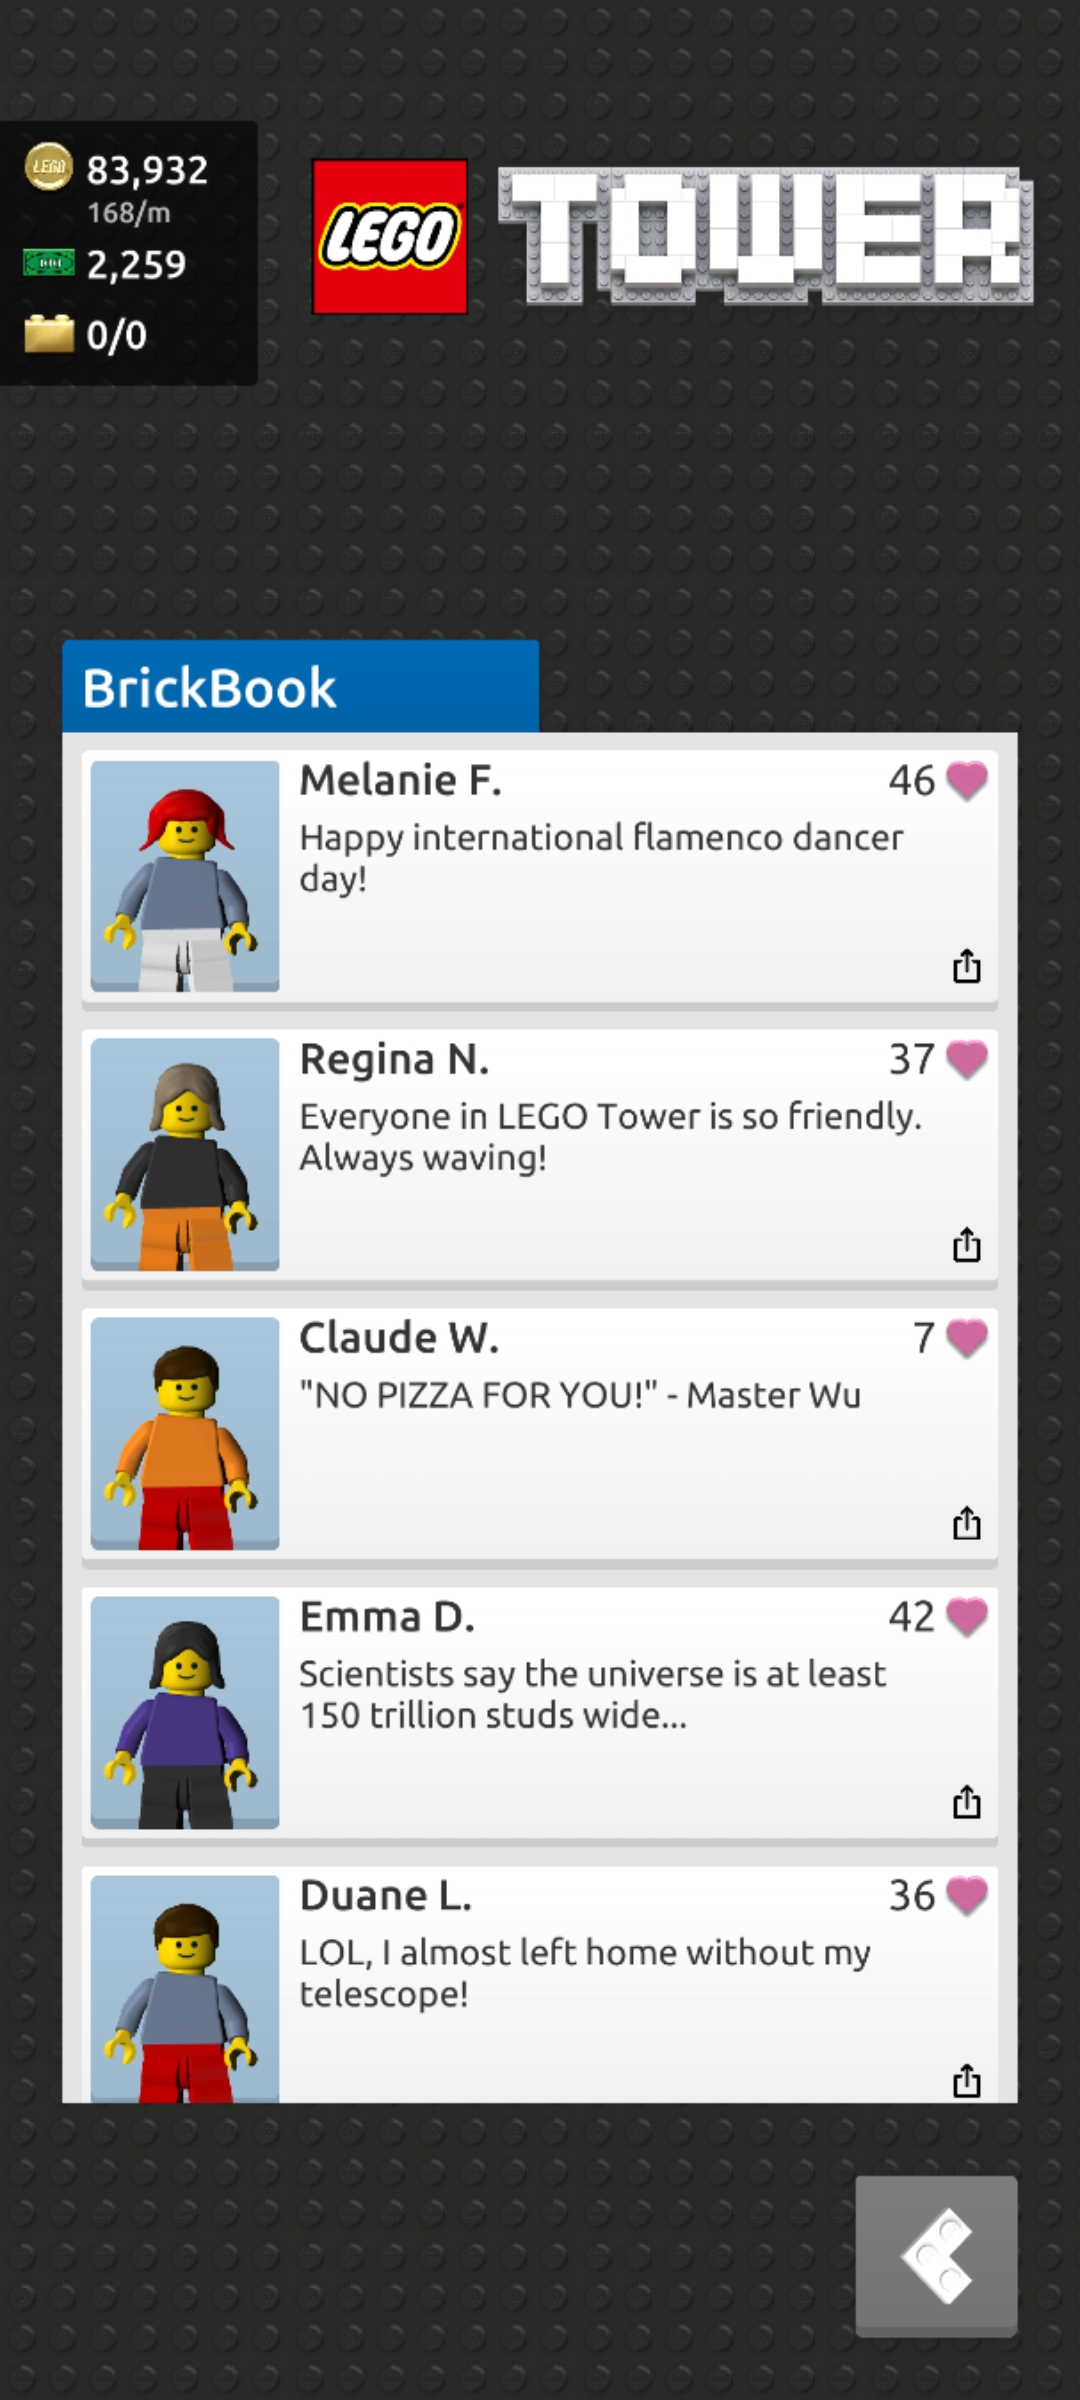 LEGO
83,932
168/m
2,259
0/0
LEGO
TOWER
BrickBook
Melanie F.
46
Happy international flamenco dancer
day!
Regina N.
37
Everyone in LEGO Tower is so friendly.
Always waving!
Claude W.
7
"NO PIZZA FOR YOU!" - Master Wu
Emma D.
42
Scientists say the universe is at least
150 trillion studs wide...
Duane L.
36
LOL, I almost left home without my
telescope!